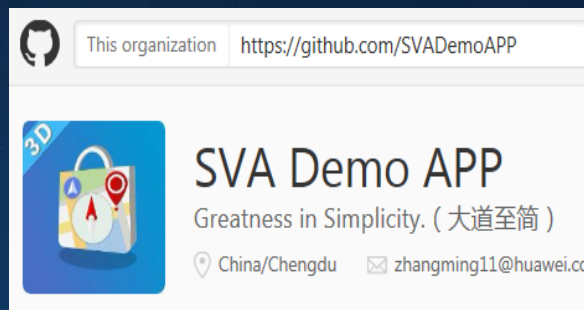 This organization https://github.com/SVADemoAPP
3D
SVA Demo APP
Greatness in Simplicity. ( 大道至简 )
China/Chengdu zhangming11@huawei.co